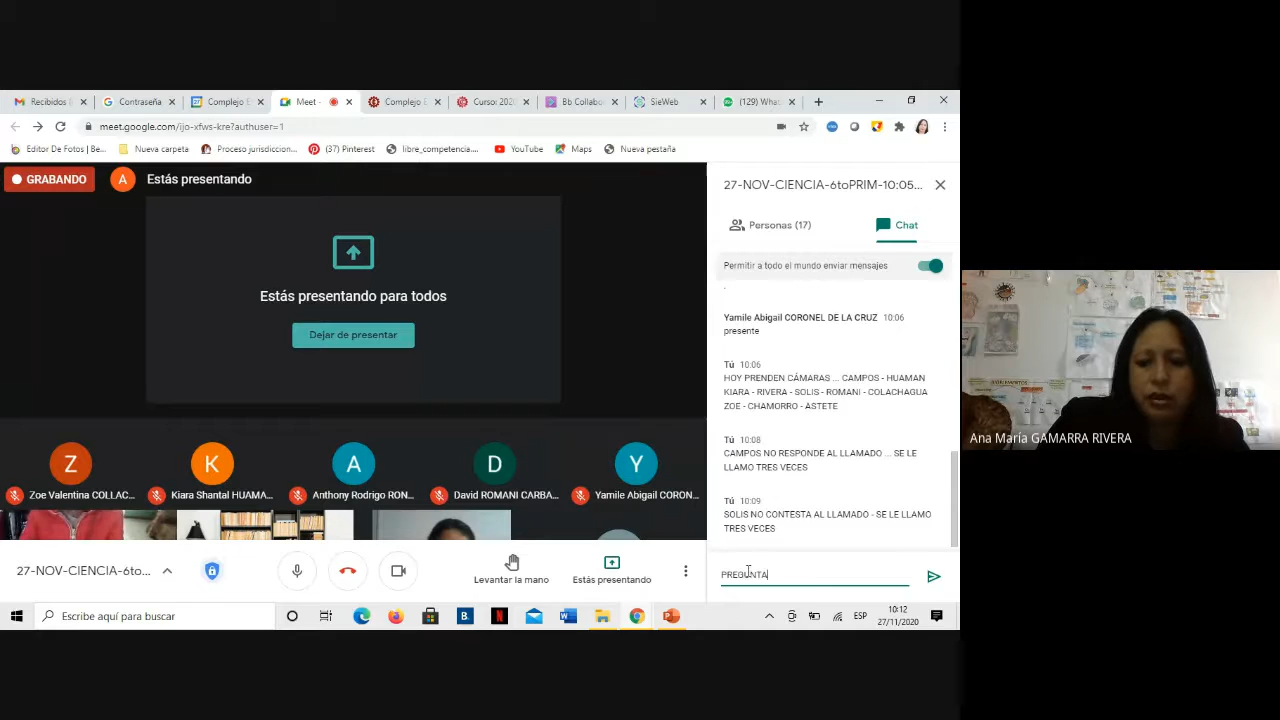 Recibidos
Contraseña
Complejo E
Meet -
Complejo E
Curso: 202
Bb Collabo
SieWeb
(129) What
meet.google.com/ijo-xfws-kre?authuser=1
Editor De Fotos | Be...
Nueva carpeta
Proceso jurisdiccion...
(37) Pinterest
libre_competencia....
YouTube
Maps
Nueva pestaña
GRABANDO
A
Estás presentando
Estás presentando para todos
Dejar de presentar
Z
K
A
D
Y
Zoe Valentina COLLAC...
Kiara Shantal HUAMA...
Anthony Rodrigo RON...
David ROMANI CARBA...
Yamile Abigail CORON...
27-NOV-CIENCIA-6to...
Levantar la mano
Estás presentando
27-NOV-CIENCIA-6toPRIM-10:05...
Personas (17)
Chat
Permitir a todo el mundo enviar mensajes
.
Yamile Abigail CORONEL DE LA CRUZ 10:06
presente
Tú 10:06
HOY PRENDEN CÁMARAS ... CAMPOS - HUAMAN
KIARA - RIVERA - SOLIS - ROMANI - COLACHAGUA
ZOE - CHAMORRO - ASTETE
Tú 10:08
CAMPOS NO RESPONDE AL LLAMADO ... SE LE
LLAMO TRES VECES
Tú 10:09
SOLIS NO CONTESTA AL LLAMADO - SE LE LLAMO
TRES VECES
PREGUNTA
Escribe aquí para buscar
ESP
10:12
27/11/2020
Ana María GAMARRA RIVERA